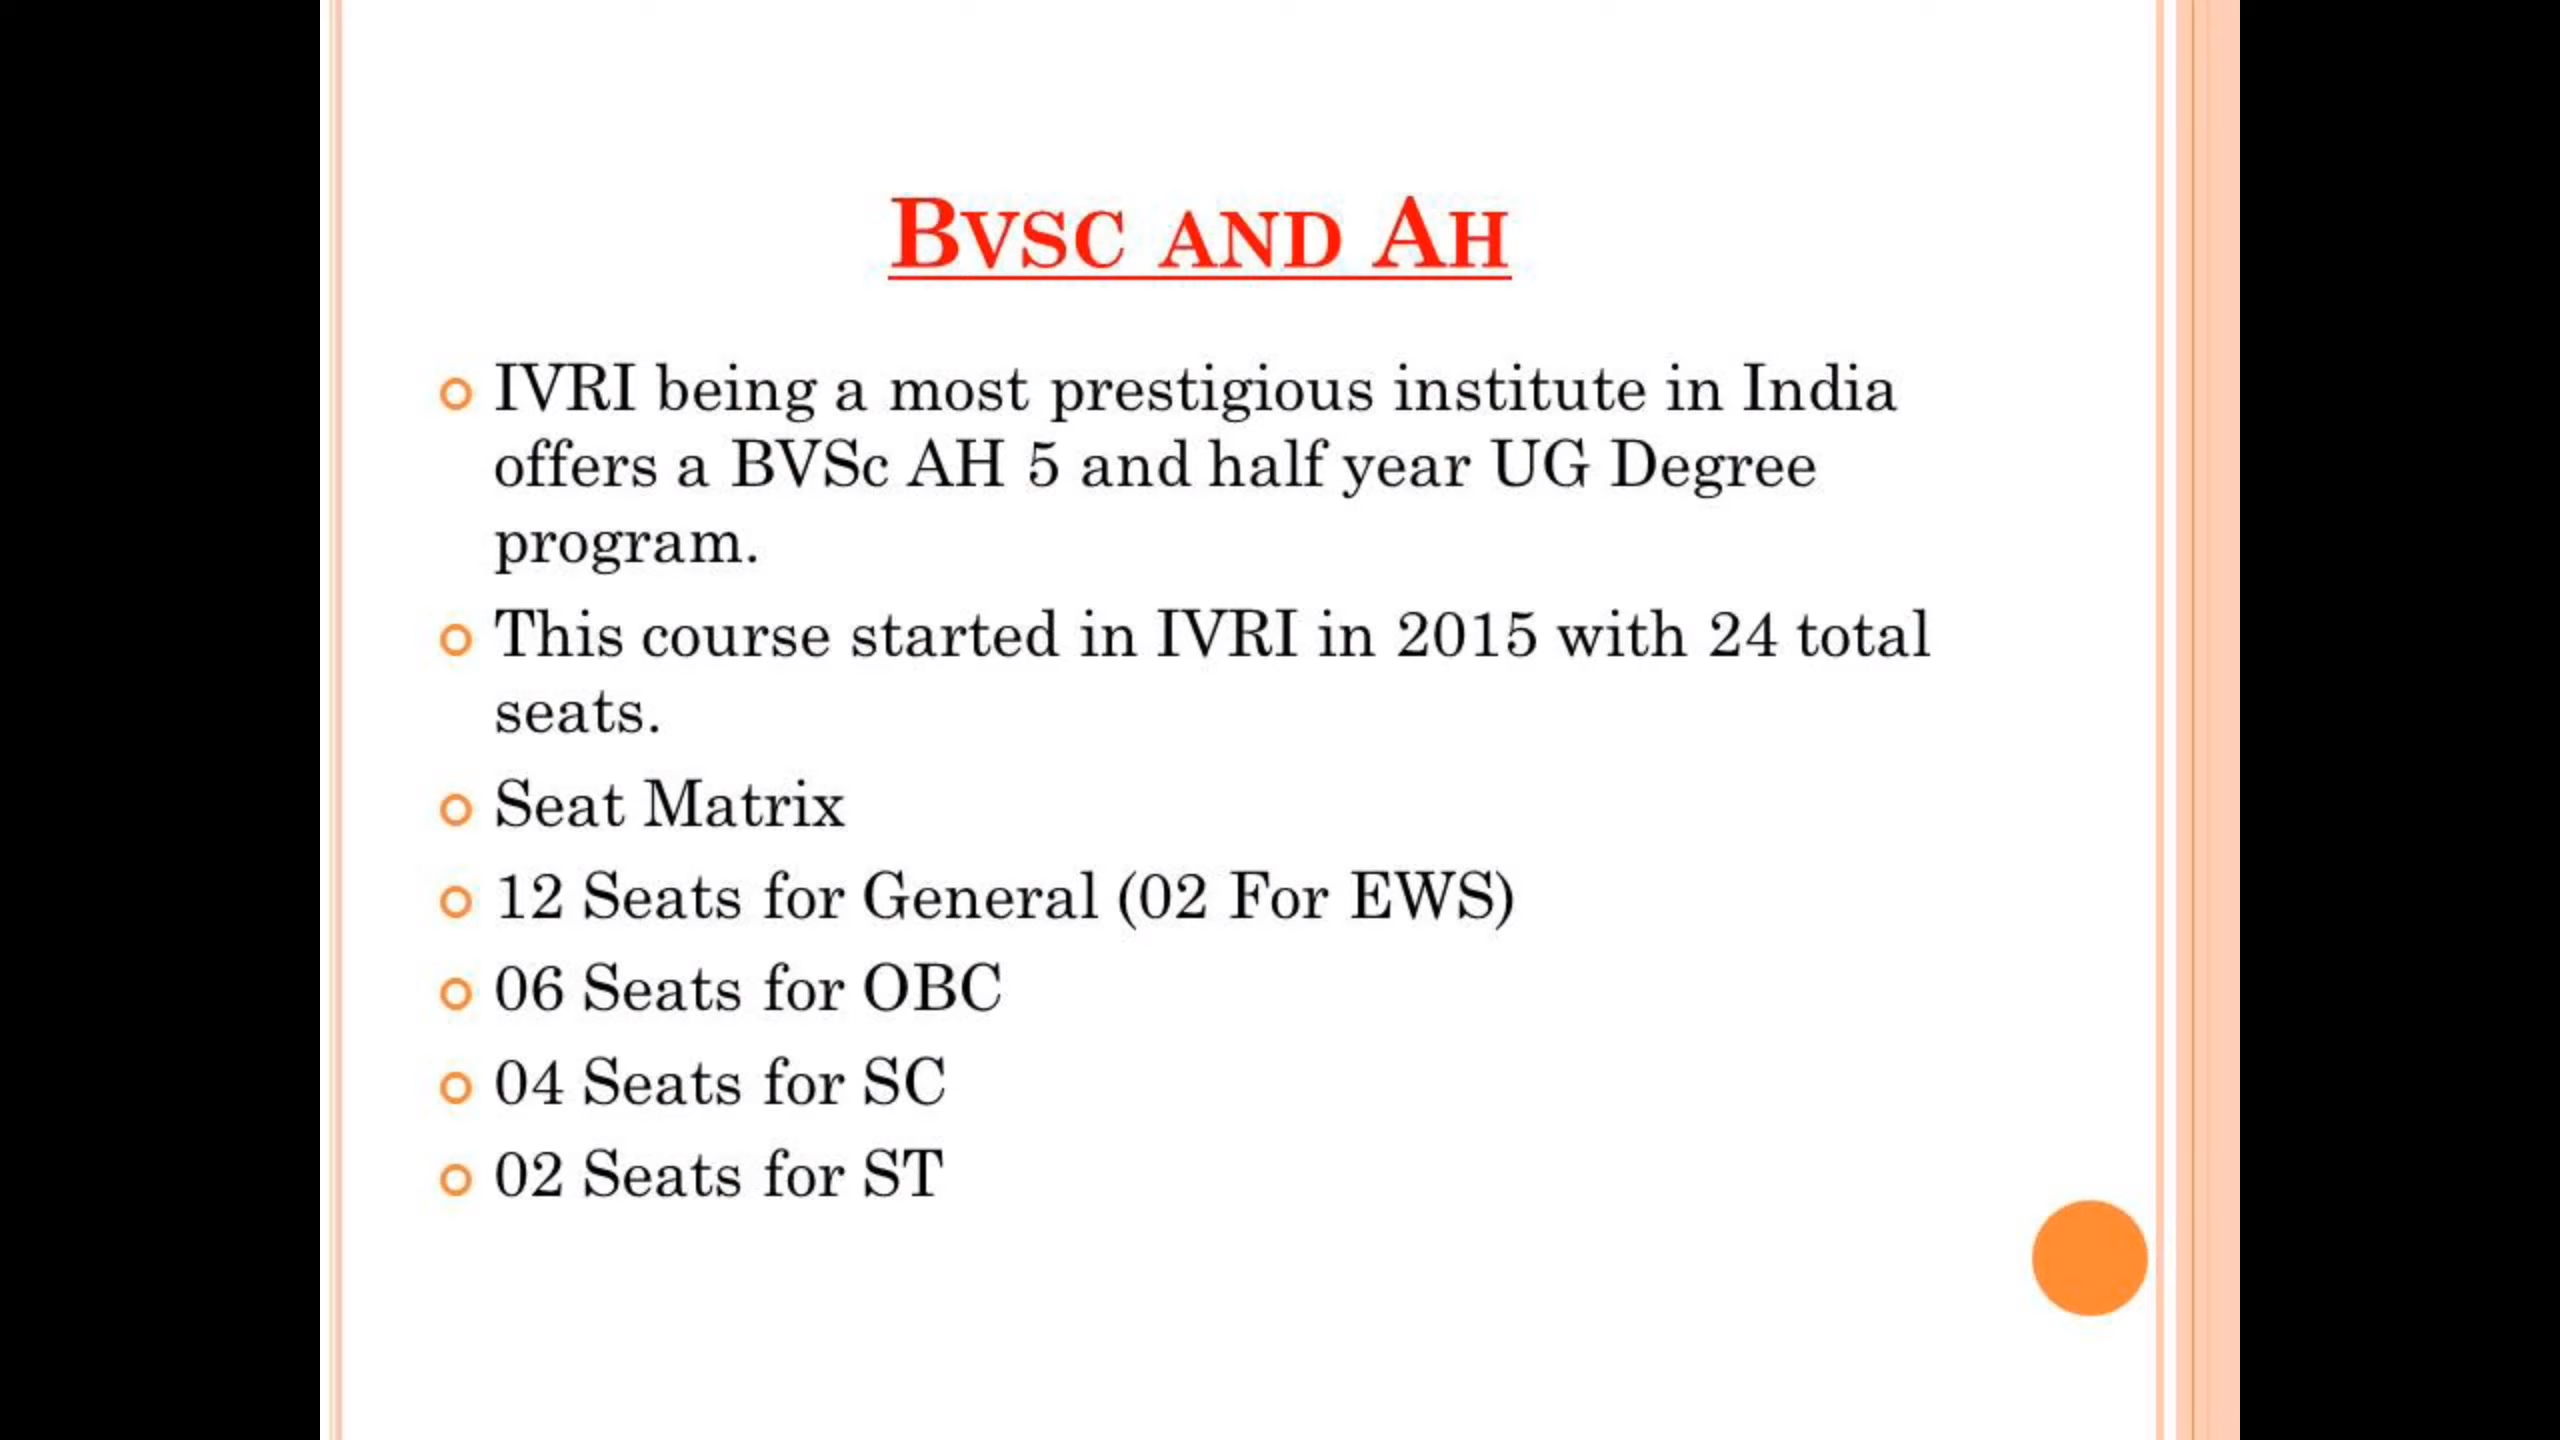 BVSC AND AH
IVRI being a most prestigious institute in India
offers a BVSc AH 5 and half year UG Degree
program.
This course started in IVRI in 2015 with 24 total
seats.
Seat Matrix
12 Seats for General (02 For EWS)
06 Seats for OBC
04 Seats for SC
02 Seats for ST